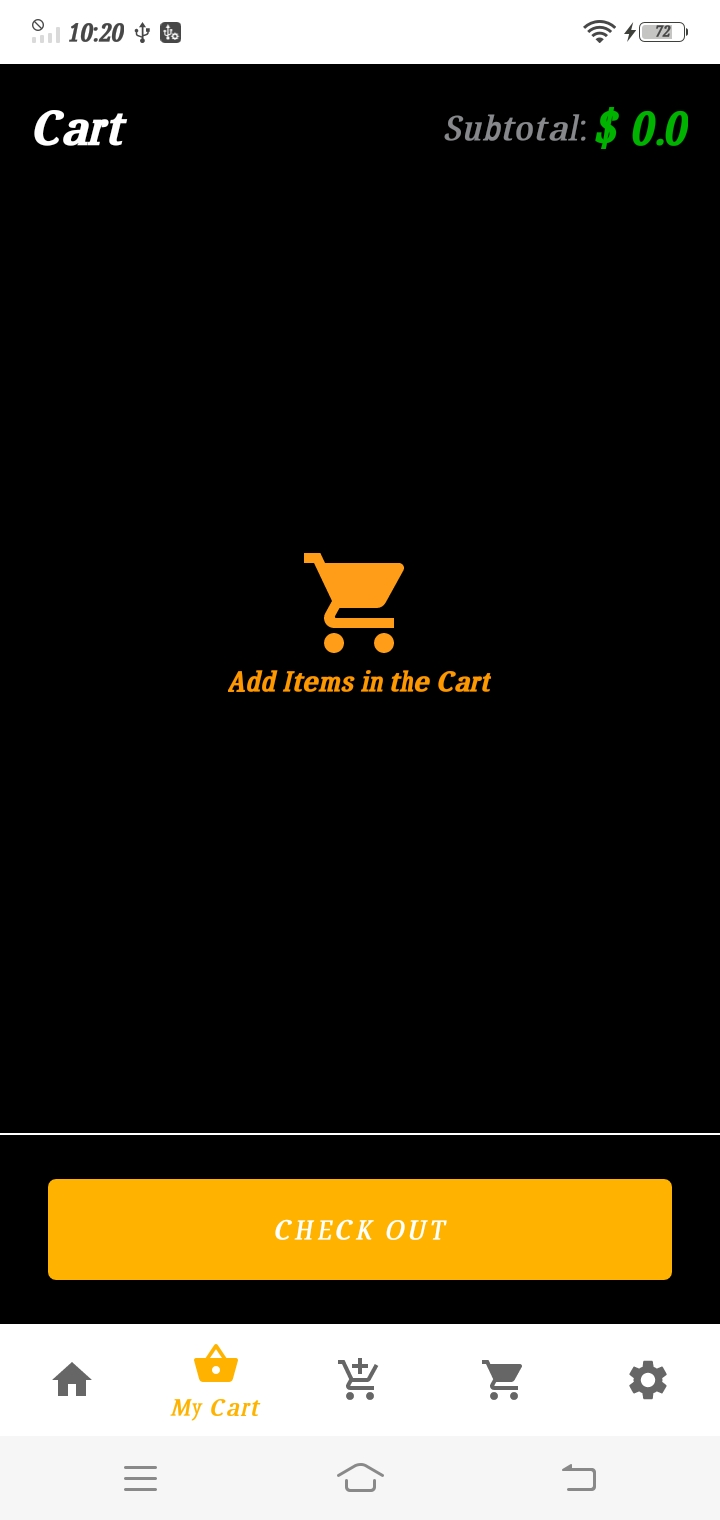 10:20
72
Cart
Subtotal: $ 0.0
Add Items in the Cart
CHECK OUT
My Cart